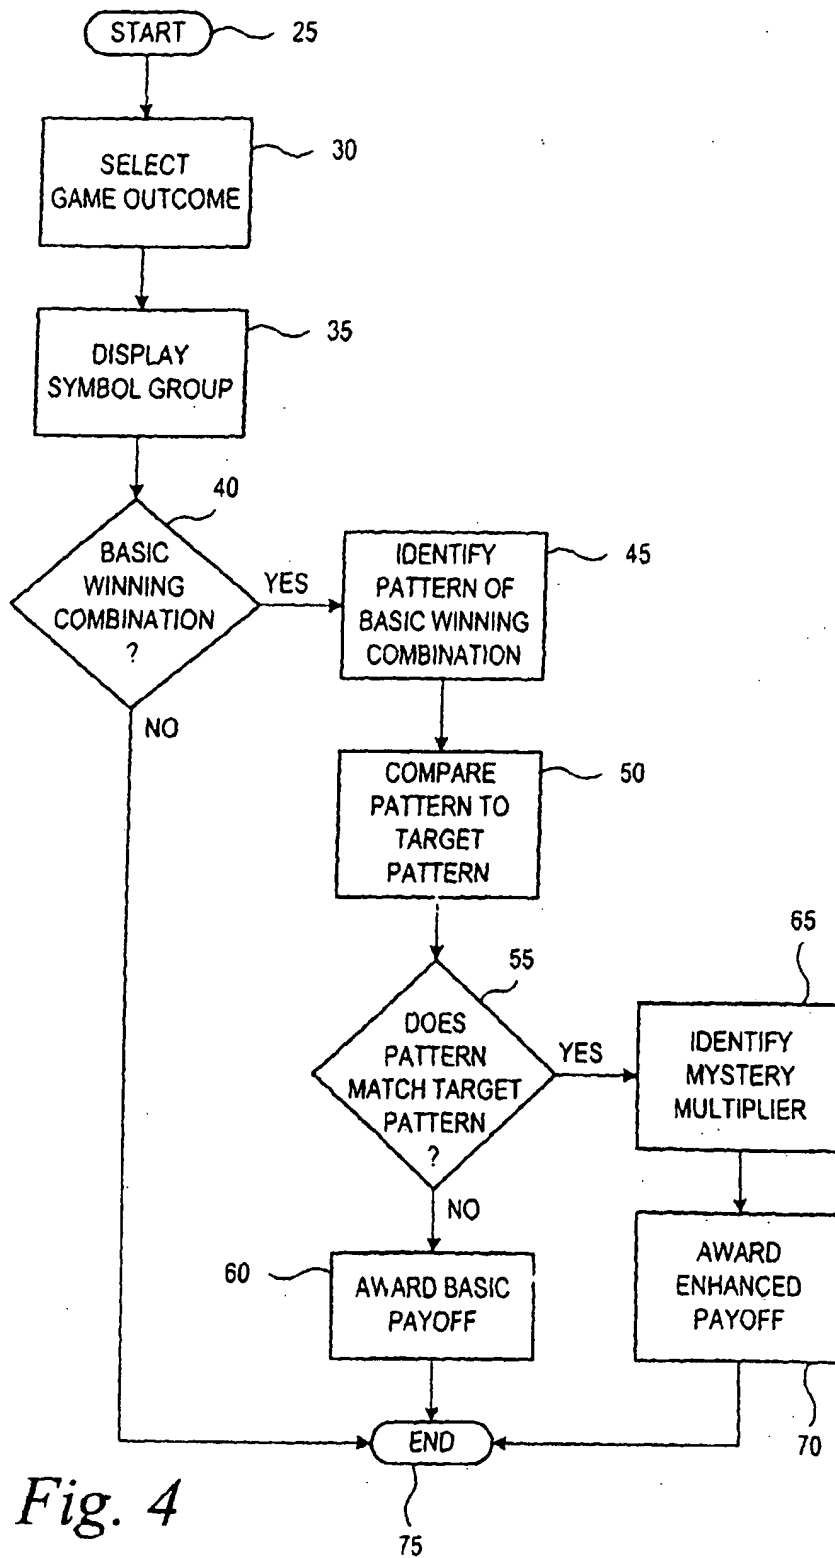 START
25
SELECT
GAME OUTCOME
30
DISPLAY
SYMBOL GROUP
35
40
BASIC
WINNING
COMBINATION
?
YES
NO
IDENTIFY
PATTERN OF
BASIC WINNING
COMBINATION
45
COMPARE
PATTERN TO
TARGET
PATTERN
50
55
DOES
PATTERN
MATCH TARGET
PATTERN
?
YES
NO
65
IDENTIFY
MYSTERY
MULTIPLIER
60
AWARD BASIC
PAYOFF
AWARD
ENHANCED
PAYOFF
70
END
75
Fig. 4